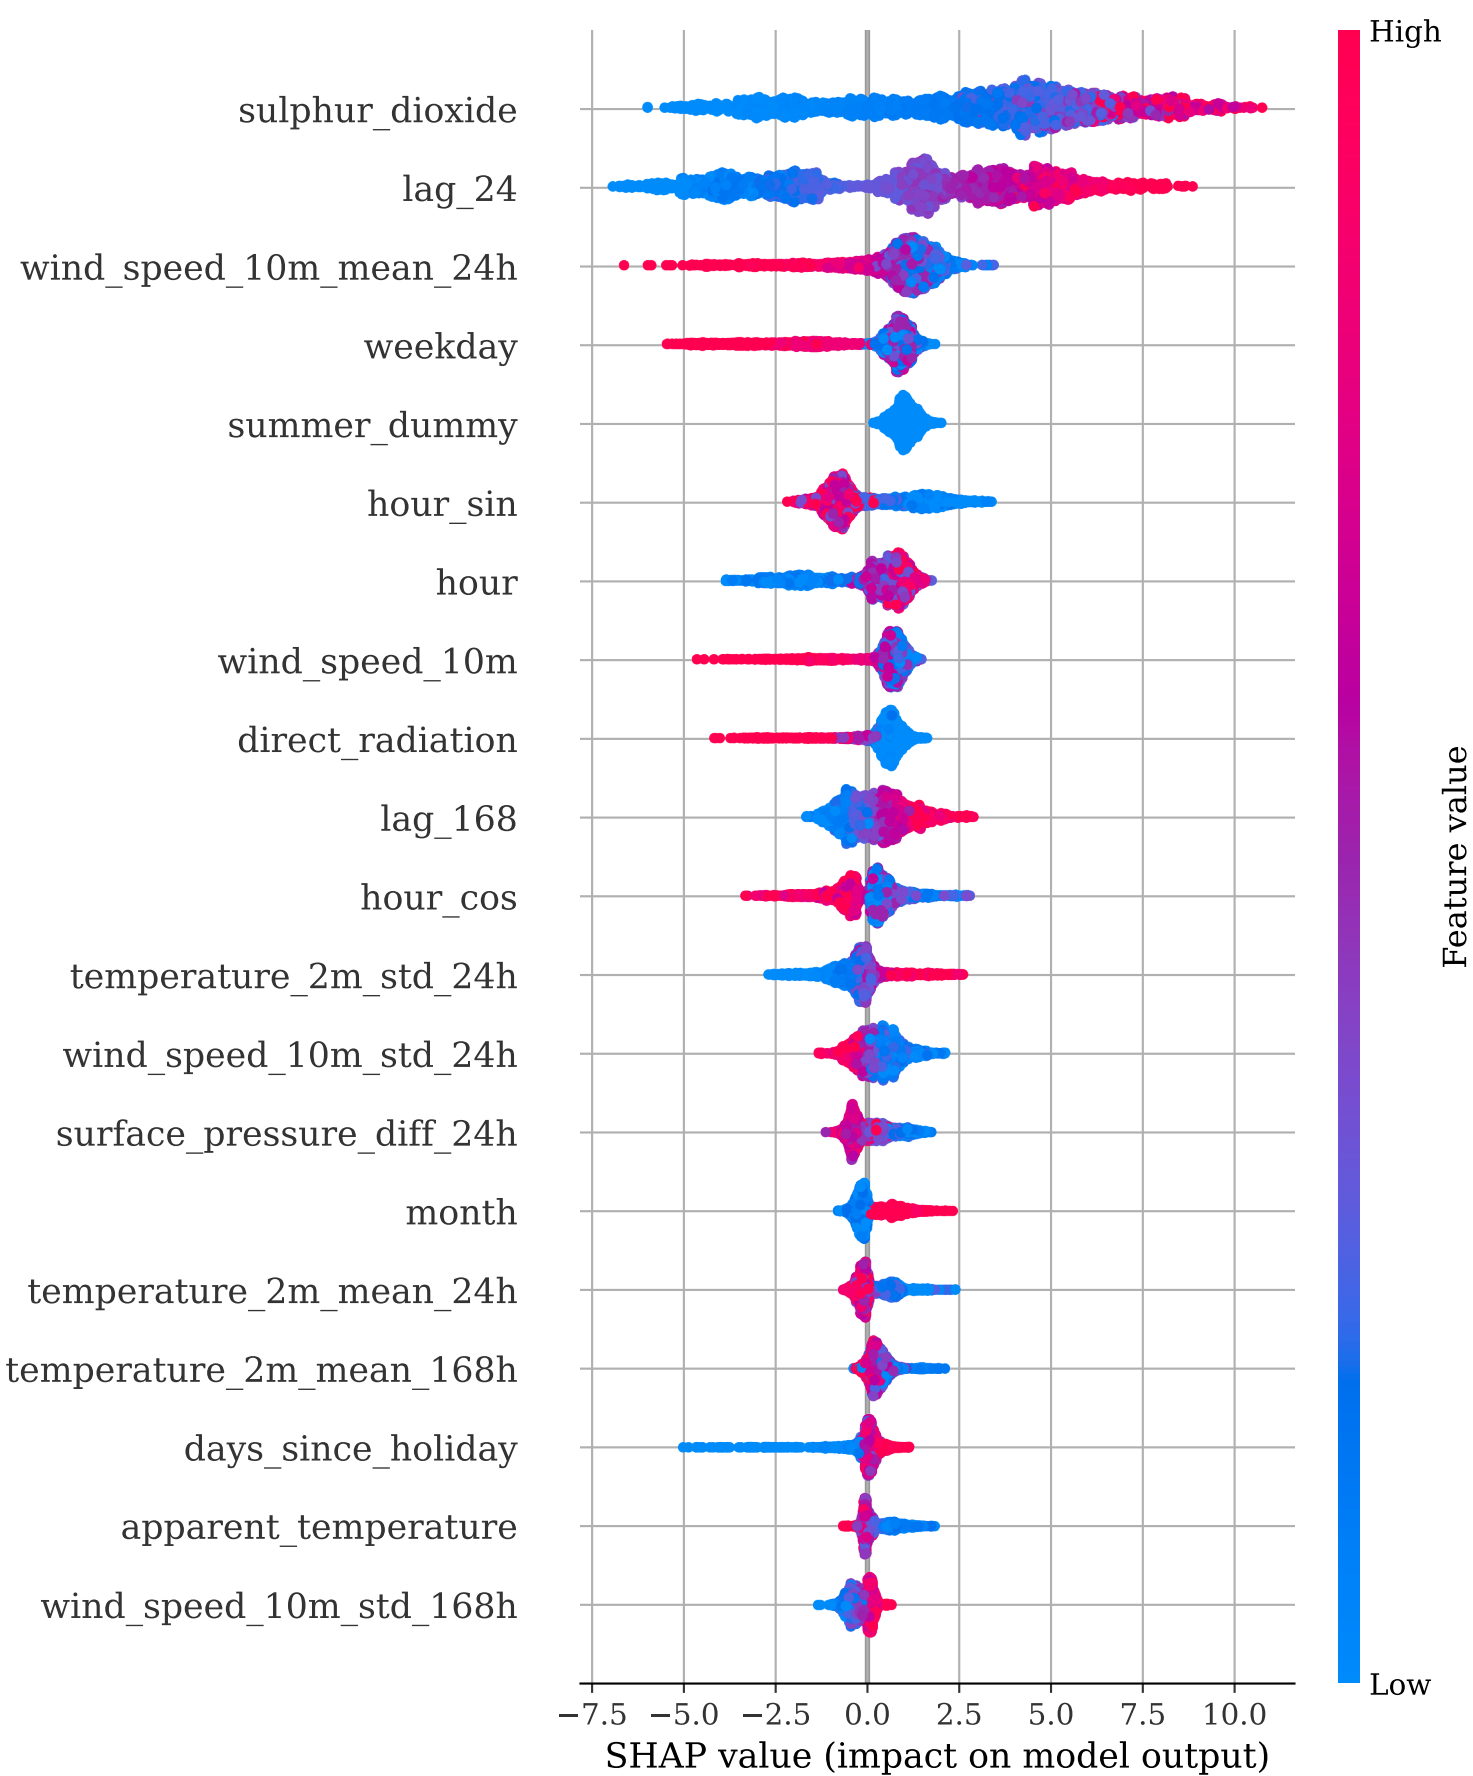 High
sulphur_dioxide
lag_24
wind_speed_10m_mean_24h
weekday
summer_dummy
hour_sin
hour
wind_speed_10m
direct_radiation
lag_168
hour_cos
temperature_2m_std_24h
wind_speed_10m_std_24h
surface_pressure_diff_24h
month
temperature_2m_mean_24h
temperature_2m_mean_168h
days_since_holiday
apparent_temperature
wind_speed_10m_std_168h
Feature value
Low
−7.5 −5.0 −2.5 0.0 2.5 5.0 7.5 10.0
SHAP value (impact on model output)